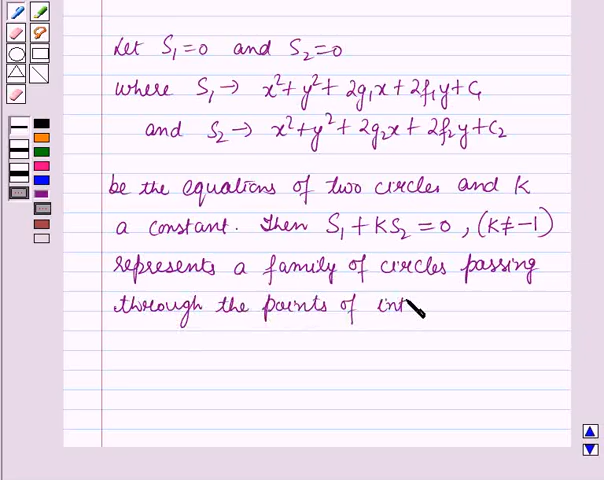 Let S₁=0 and S₂=0
where S₁→ x²+y²+2g₁x+2f₁y+C₁
and S₂→ x²+y²+2g₂x+2f₂y+C₂
be the equations of two circles and K
a constant. Then S₁+KS₂=0, (K≠-1)
represents a family of circles passing
through the points of int